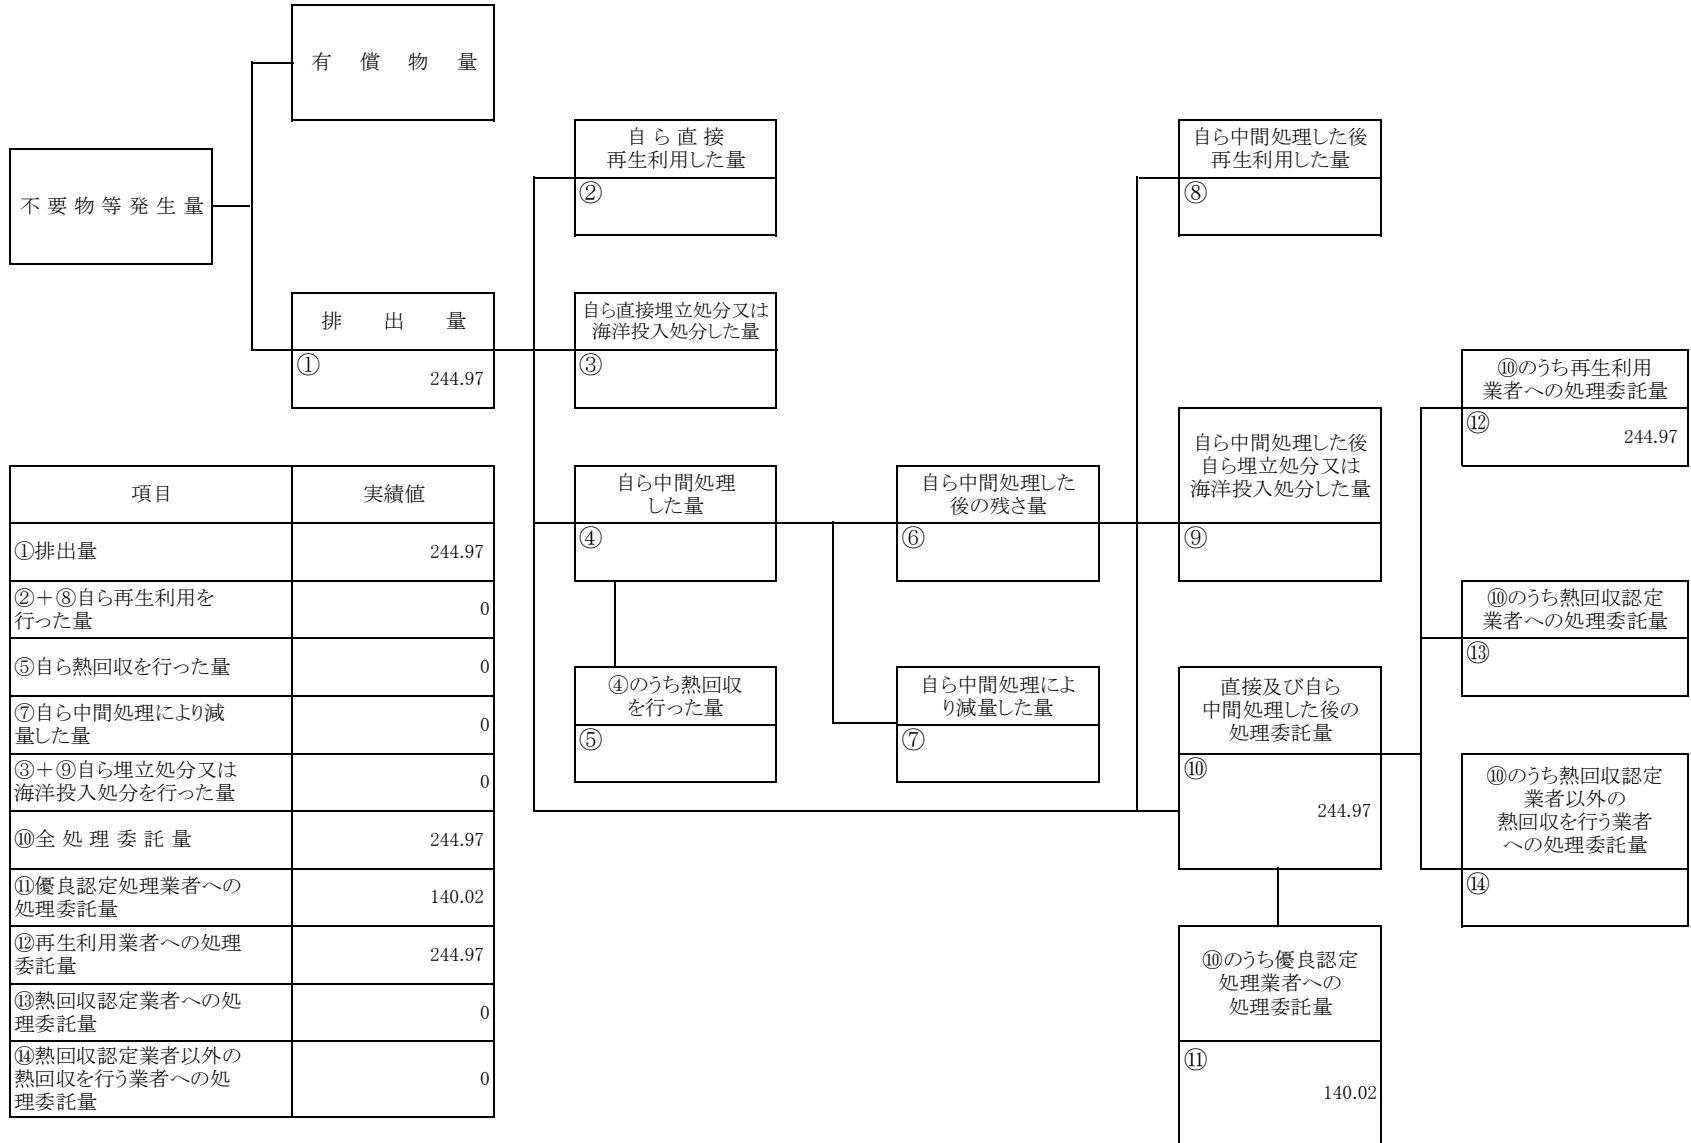 有償物量
不要物等発生量
排出量
①
244.97
自ら直接
再生利用した量
②
自ら直接埋立処分又は
海洋投入処分した量
③
自ら中間処理
した量
④
④のうち熱回収
を行った量
⑤
自ら中間処理した
後の残さ量
⑥
自ら中間処理によ
り減量した量
⑦
自ら中間処理した後
再生利用した量
⑧
自ら中間処理した後
自ら埋立処分又は
海洋投入処分した量
⑨
直接及び自ら
中間処理した後の
処理委託量
⑩
244.97
⑩のうち優良認定
処理業者への
処理委託量
⑪
140.02
⑩のうち再生利用
業者への処理委託量
⑫
244.97
⑩のうち熱回収認定
業者への処理委託量
⑬
⑩のうち熱回収認定
業者以外の
熱回収を行う業者
への処理委託量
⑭
項目 実績値
①排出量 244.97
②＋⑧自ら再生利用を
行った量 0
⑤自ら熱回収を行った量 0
⑦自ら中間処理により減
量した量 0
③＋⑨自ら埋立処分又は
海洋投入処分を行った量 0
⑩全処理委託量 244.97
⑪優良認定処理業者への
処理委託量 140.02
⑫再生利用業者への処理
委託量 244.97
⑬熱回収認定業者への処
理委託量 0
⑭熱回収認定業者以外の
熱回収を行う業者への処
理委託量 0